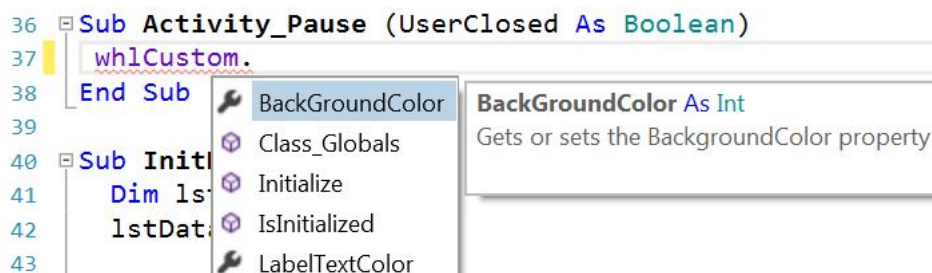 36 Sub Activity_Pause (UserClosed As Boolean)
37 whlCustom.
38 End Sub
BackGroundColor
BackGroundColor As Int
39
Class_Globals
Gets or sets the BackgroundColor property
40 Sub Init
Initialize
41 Dim lst
IsInitialized
42 lstData
LabelTextColor
43